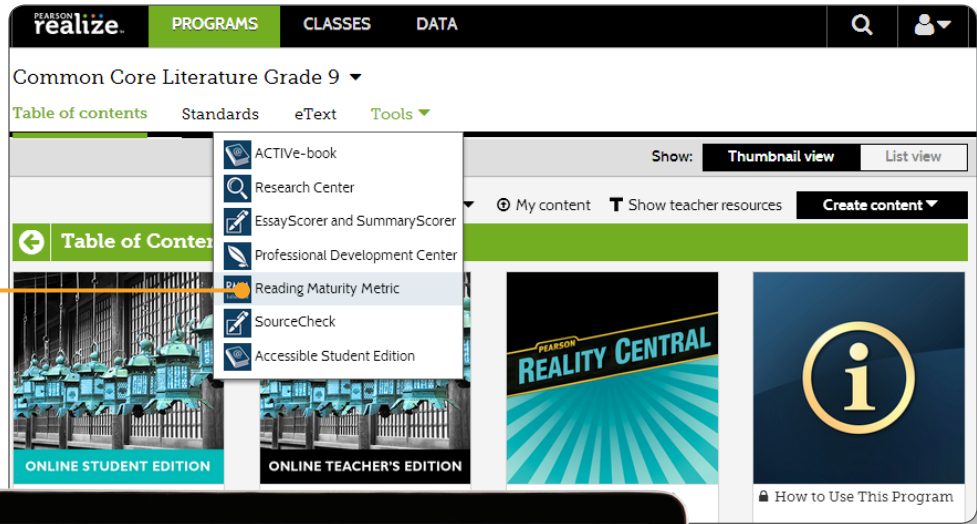 PEARSON
realize.
PROGRAMS CLASSES DATA
Common Core Literature Grade 9
Table of contents Standards eText Tools
ACTIVe-book
Show: Thumbnail view List view
Research Center
My content T Show teacher resources Create content
EssayScorer and SummaryScorer
Table of Conten
Professional Development Center
Reading Maturity Metric
SourceCheck
Accessible Student Edition
PEARSON
REALITY CENTRAL
ONLINE STUDENT EDITION
ONLINE TEACHER'S EDITION
How to Use This Program